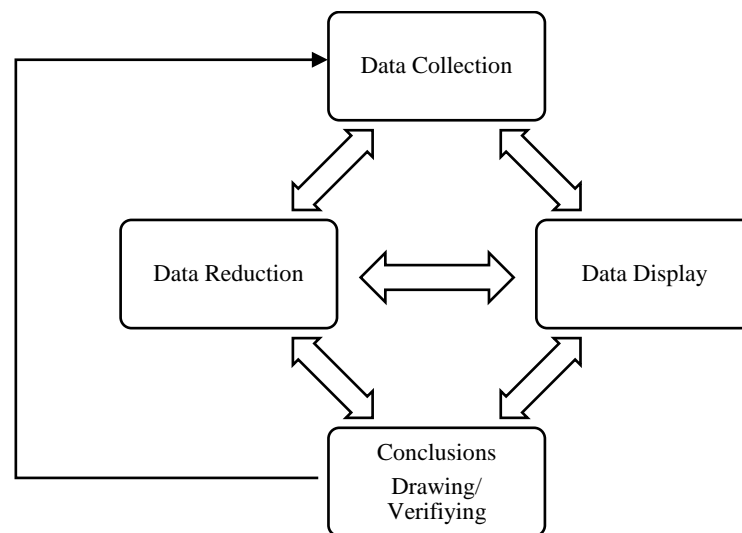 Data Collection
Data Reduction
Data Display
Conclusions
Drawing/
Verifiying